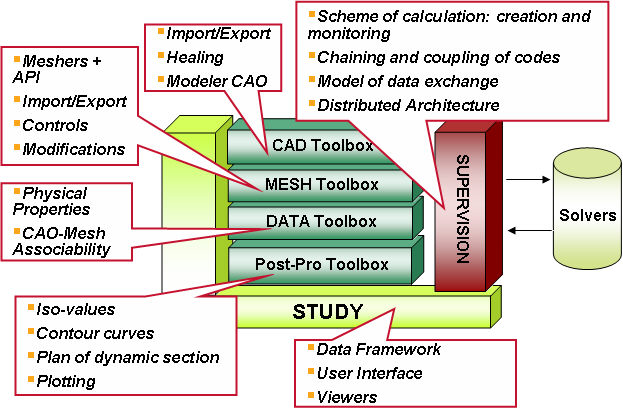 Import/Export
Healing
Modeler CAO
Scheme of calculation: creation and
monitoring
Chaining and coupling of codes
Model of data exchange
Distributed Architecture
Meshers +
API
Import/Export
Controls
Modifications
Physical
Properties
CAO-Mesh
Associability
CAD Toolbox
MESH Toolbox
DATA Toolbox
Post-Pro Toolbox
SUPERVISION
Solvers
STUDY
Iso-values
Contour curves
Plan of dynamic section
Plotting
Data Framework
User Interface
Viewers